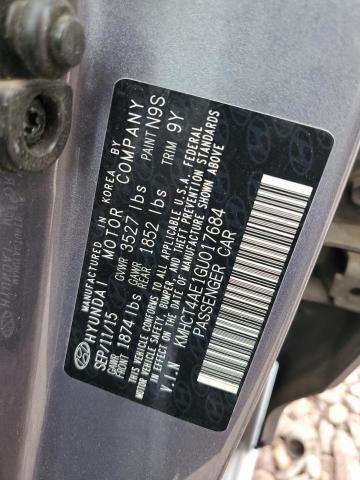 MANUFACTURED IN KOREA BY
HYUNDAI MOTOR COMPANY
SEP/11/15 GVWR 3527 lbs PAINT N9S
GAWR FRONT 1874 lbs GAWR REAR 1852 lbs TRIM 9Y
THIS VEHICLE CONFORMS TO ALL APPLICABLE U.S.A. FEDERAL
MOTOR VEHICLE SAFETY, BUMPER, AND THEFT PREVENTION STANDARDS
IN EFFECT ON THE DATE OF MANUFACTURE SHOWN ABOVE.
V.I.N KMHCT4AE1GU017684
PASSENGER CAR